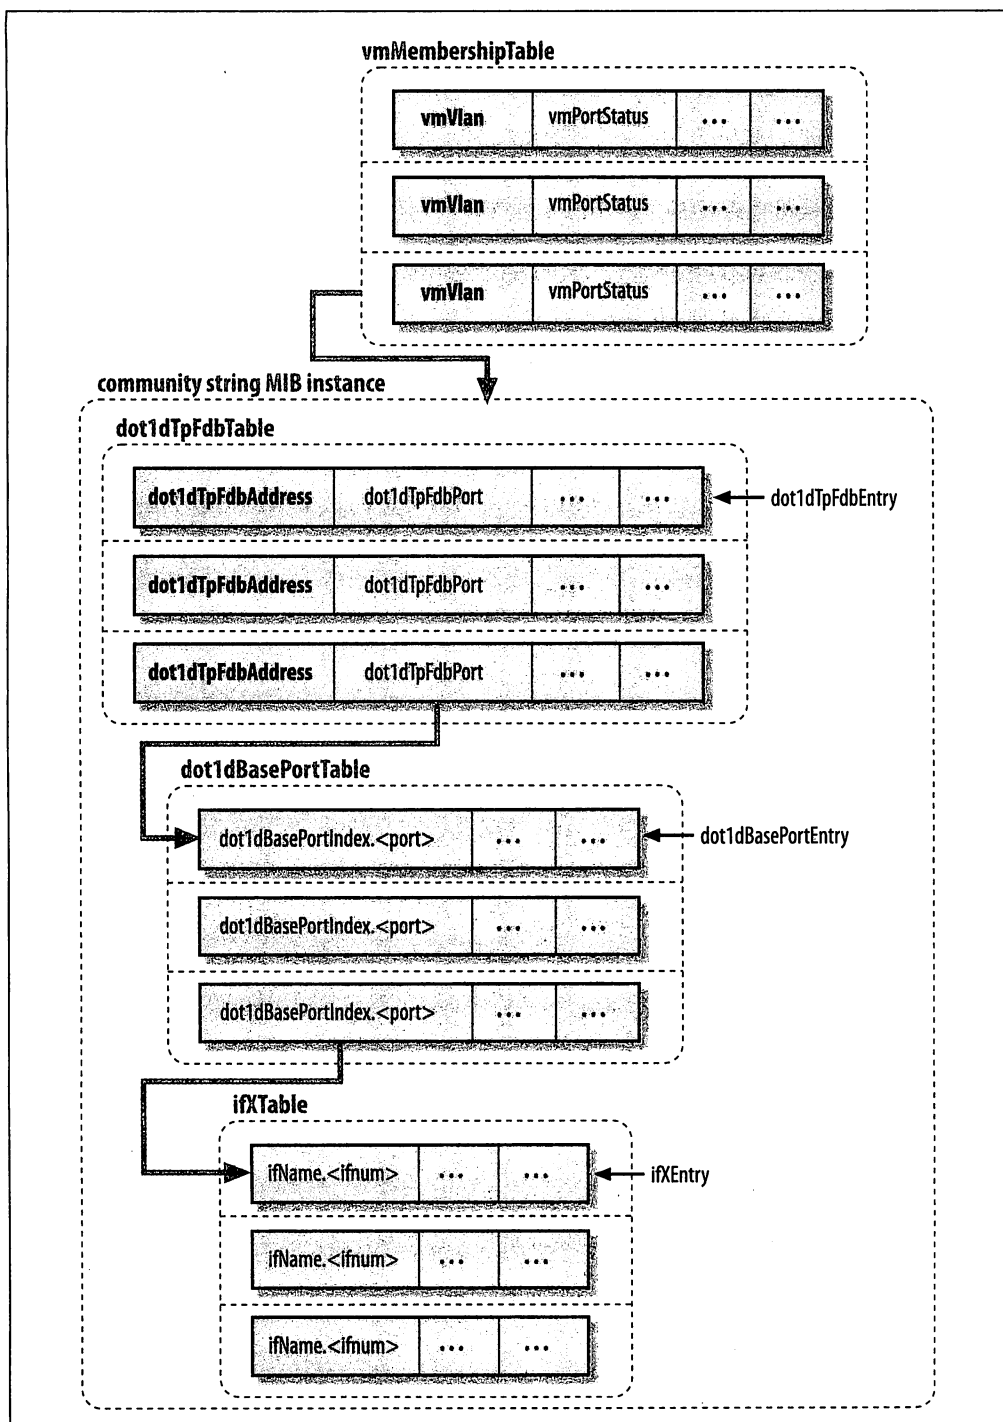 vmMembershipTable
vmVlan vmPortStatus ... ...
vmVlan vmPortStatus ... ...
vmVlan vmPortStatus ... ...
community string MIB instance
dot1dTpFdbTable
dot1dTpFdbAddress dot1dTpFdbPort ... ... dot1dTpFdbEntry
dot1dTpFdbAddress dot1dTpFdbPort ... ...
dot1dTpFdbAddress dot1dTpFdbPort ... ...
dot1dBasePortTable
dot1dBasePortIndex.<port> ... ... dot1dBasePortEntry
dot1dBasePortIndex.<port> ... ...
dot1dBasePortIndex.<port> ... ...
ifXTable
ifName.<ifnum> ... ... ifXEntry
ifName.<ifnum> ... ...
ifName.<ifnum> ... ...